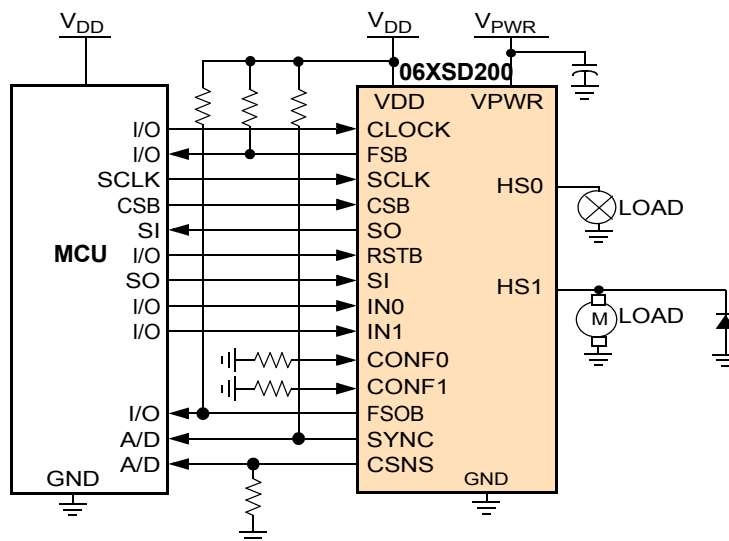 VDD
VDD
VPWR
06XSD200
VDD
VPWR
I/O
CLOCK
I/O
FSB
SCLK
SCLK
HS0
CSB
CSB
LOAD
SI
SO
MCU
I/O
RSTB
SO
SI
HS1
I/O
IN0
M
LOAD
I/O
IN1
CONF0
CONF1
I/O
FSOB
A/D
SYNC
A/D
CSNS
GND
GND